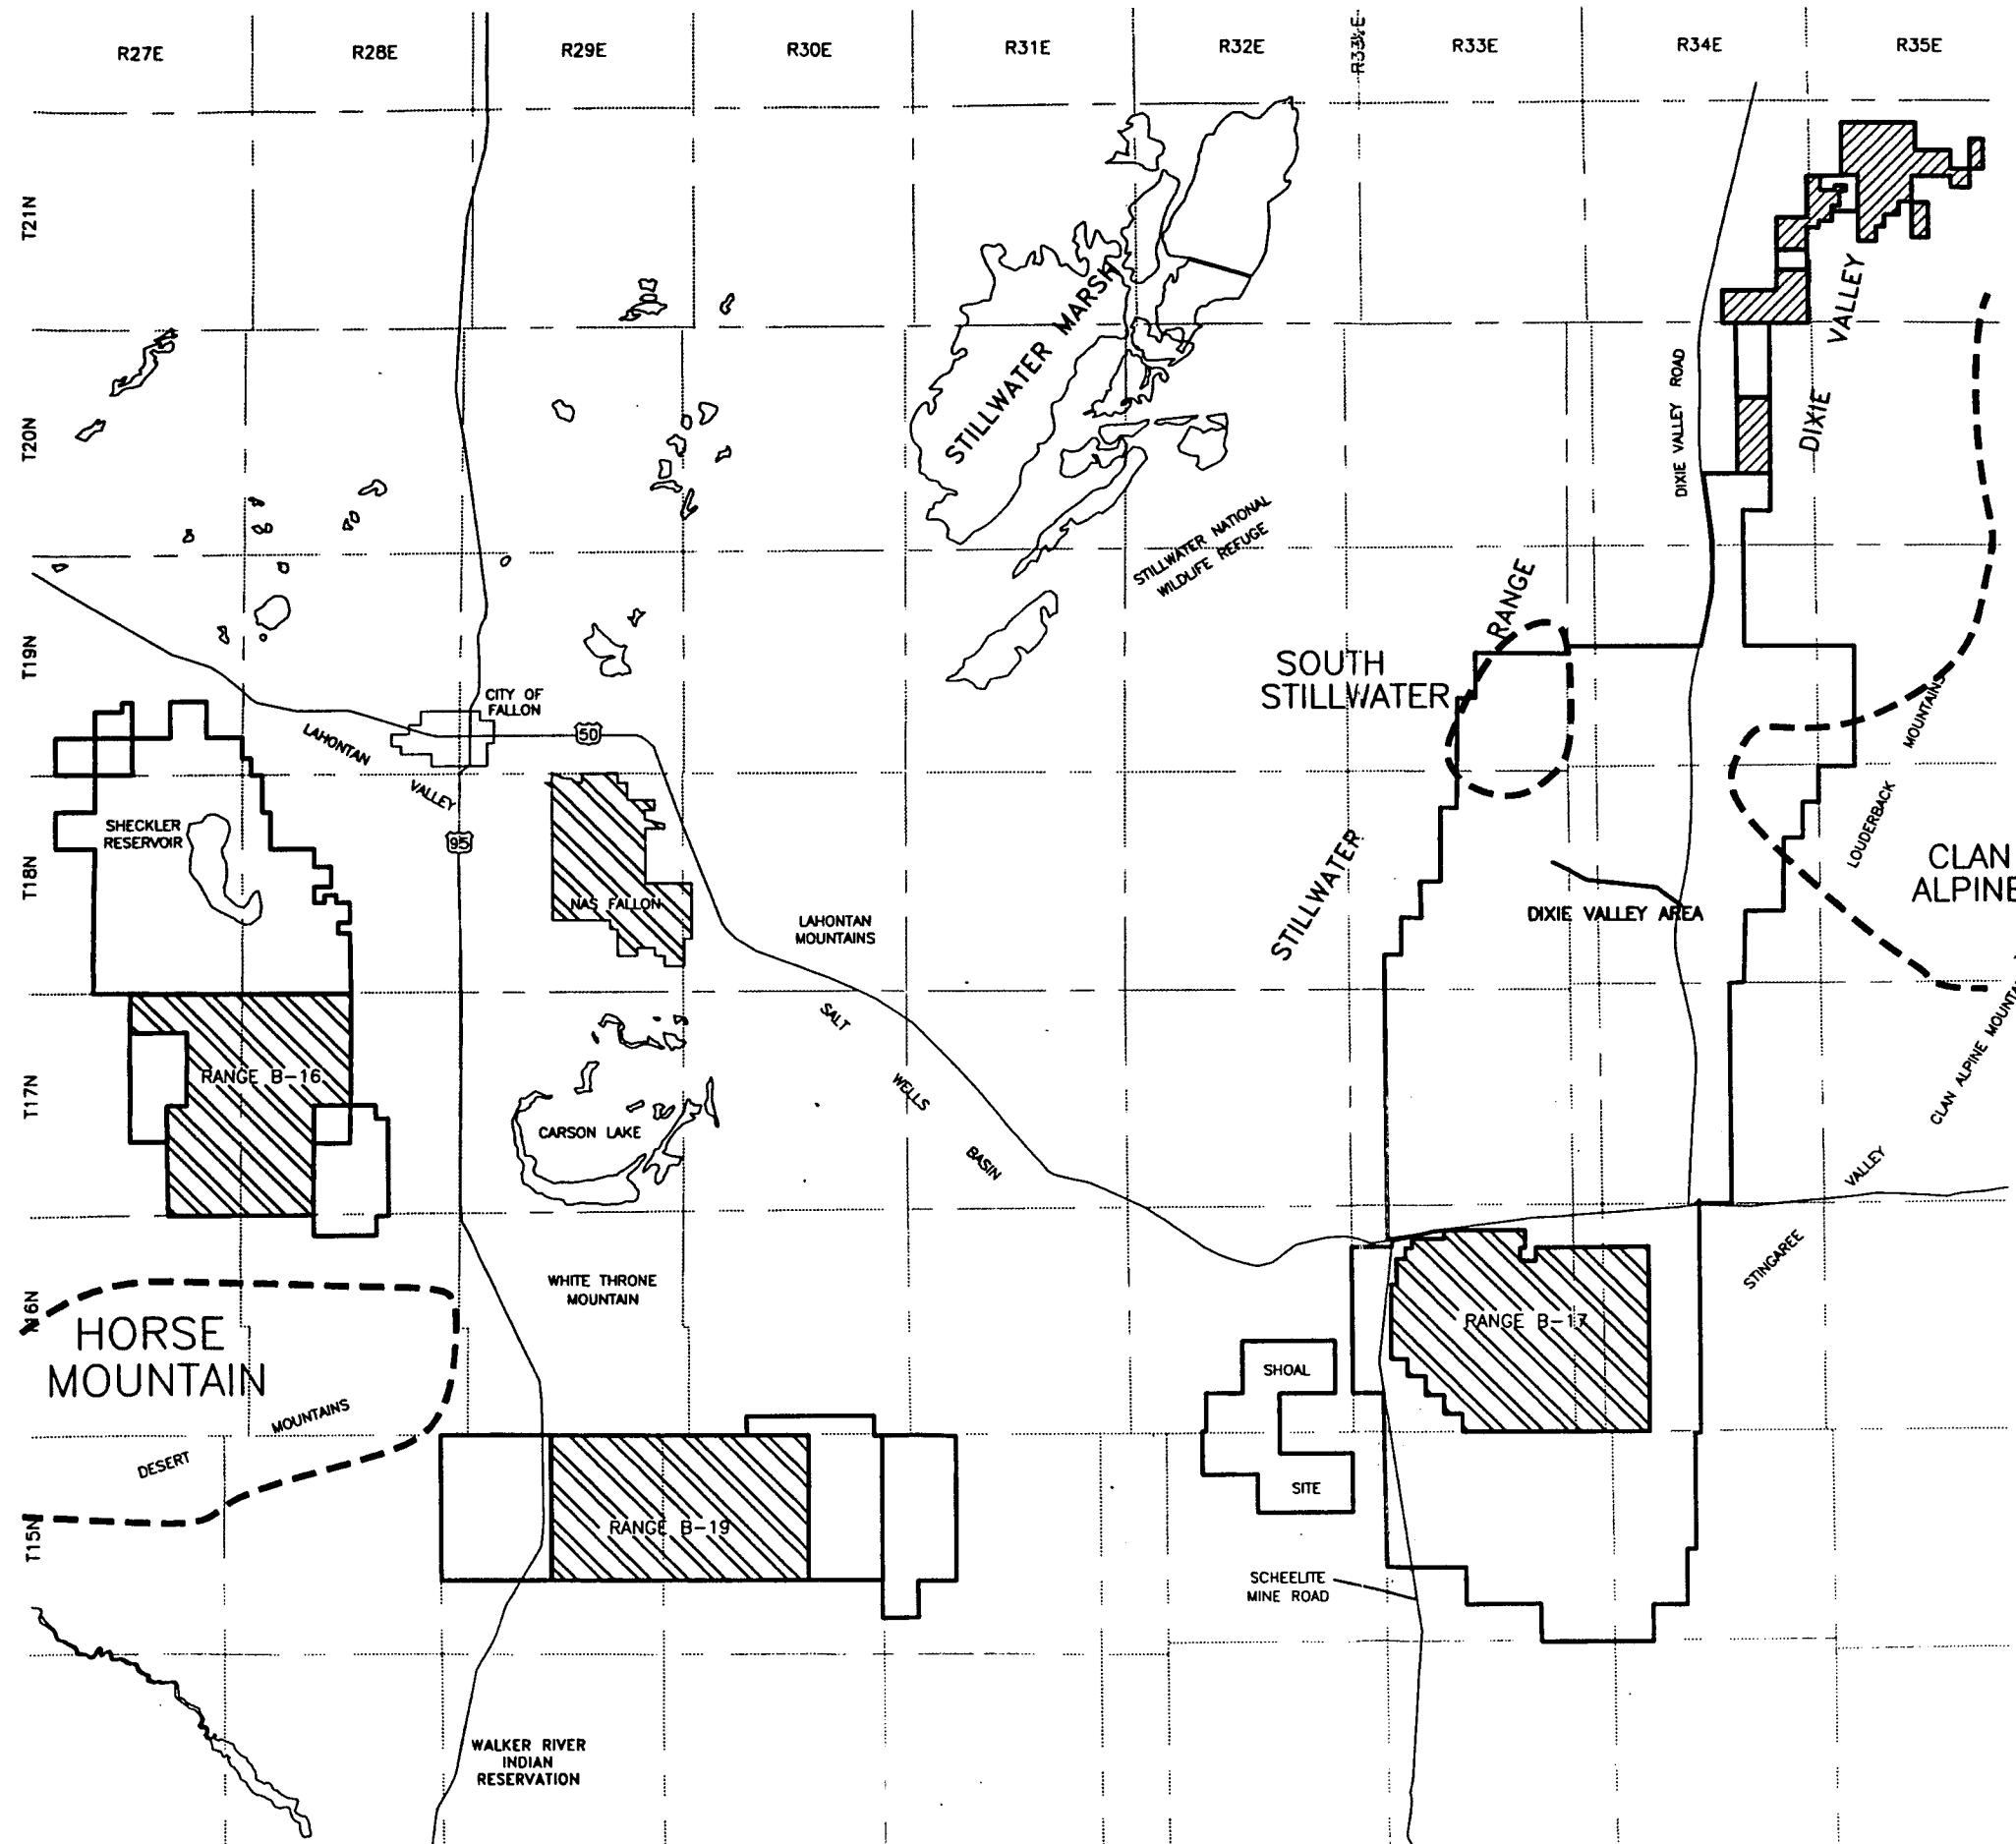 R27E
R28E
R29E
R30E
R31E
R32E
R33½E
R33E
R34E
R35E
T21N
T20N
T19N
T18N
T17N
T16N
T15N
STILLWATER MARSH
STILLWATER NATIONAL
WILDLIFE REFUGE
DIXIE VALLEY ROAD
DIXIE
VALLEY
CITY OF
FALLON
LAHONTAN
VALLEY
50
95
SHECKLER
RESERVOIR
NAS FALLON
LAHONTAN
MOUNTAINS
SOUTH
STILLWATER
STILLWATER
RANGE
DIXIE VALLEY AREA
LOUDERBACK
MOUNTAINS
CLAN
ALPINE
CLAN ALPINE MOUNTAI
RANGE B-16
CARSON LAKE
SALT
WELLS
BASIN
STINGAREE
VALLEY
HORSE
MOUNTAIN
DESERT
MOUNTAINS
WHITE THRONE
MOUNTAIN
RANGE B-17
SHOAL
SITE
RANGE B-19
SCHEELITE
MINE ROAD
WALKER RIVER
INDIAN
RESERVATION